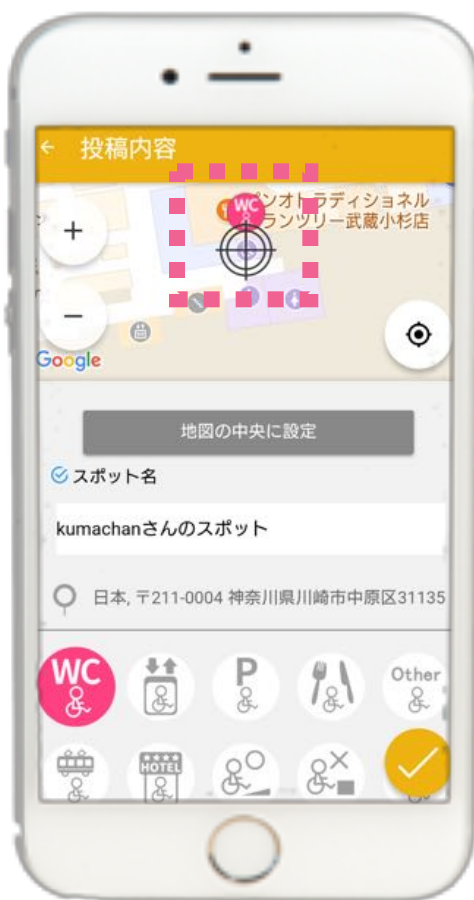 投稿内容
WC
ンオトラディショネル
ランツリー武蔵小杉店
+
−
Google
地図の中央に設定
スポット名
kumachanさんのスポット
日本, 〒211-0004 神奈川県川崎市中原区31135
WC
P
Other
HOTEL